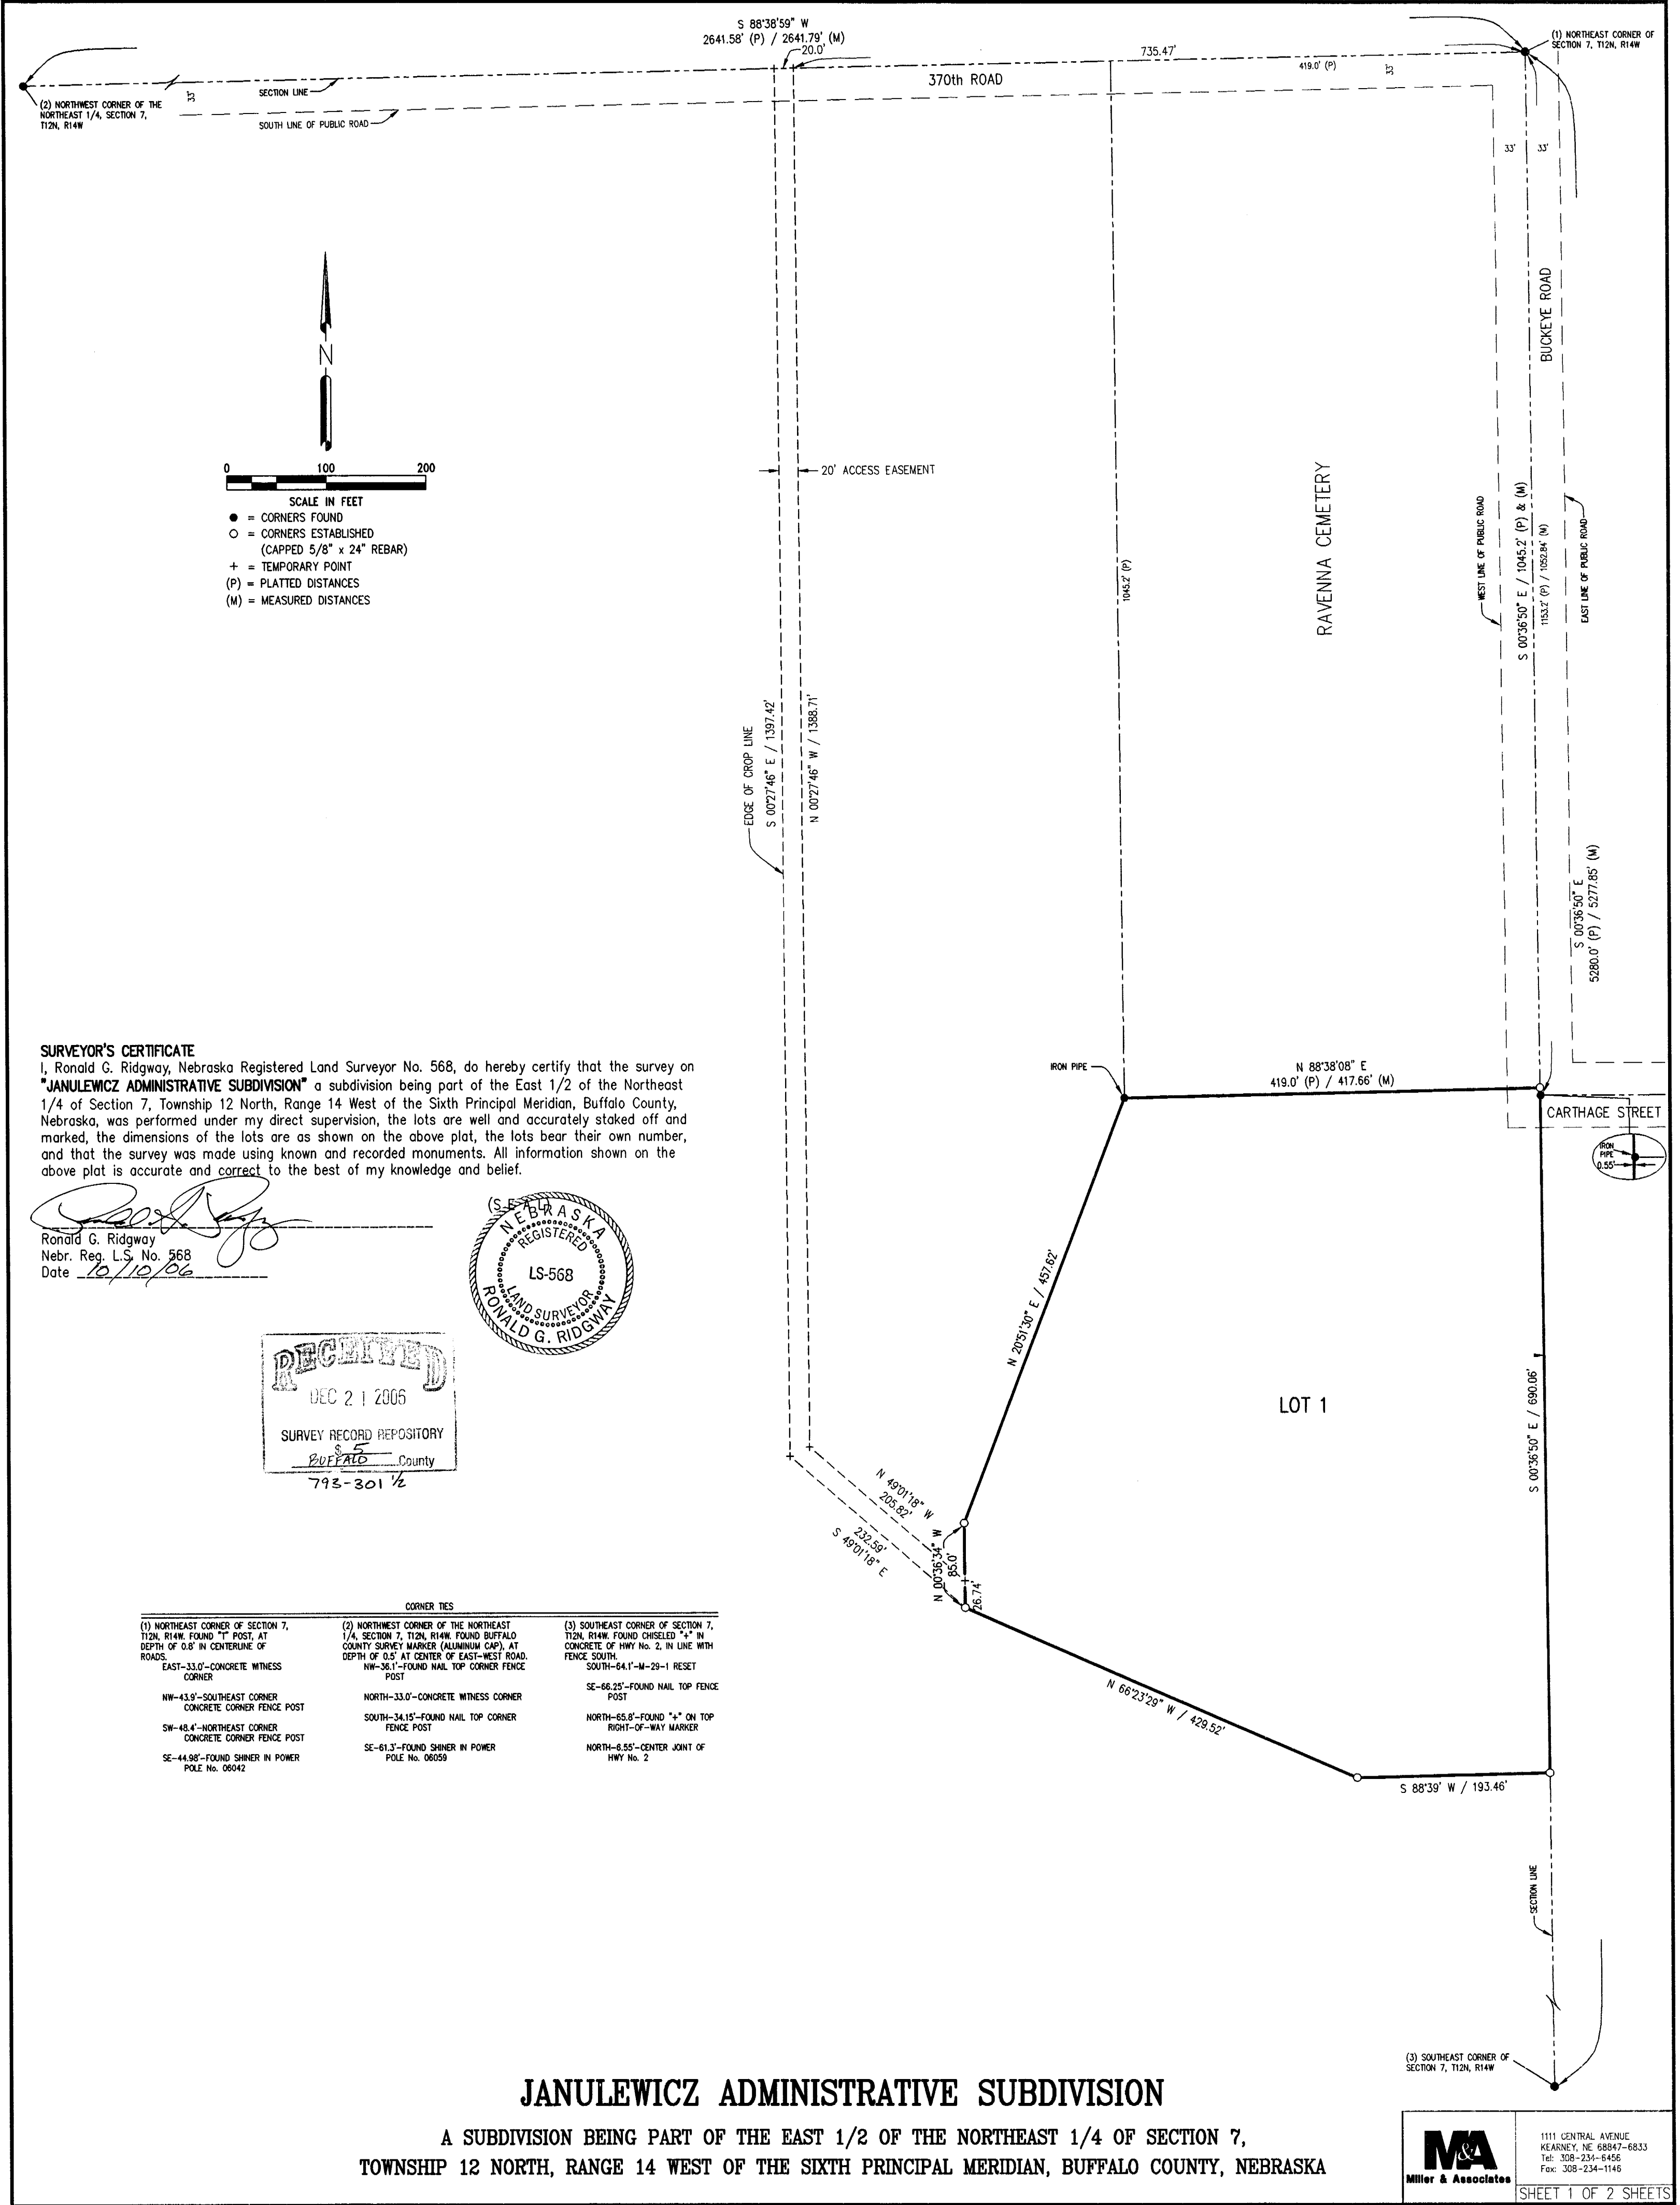 S 88°38'59" W
2641.58' (P) / 2641.79' (M)
20.0'
735.47'
419.0' (P)
33'
(1) NORTHEAST CORNER OF
SECTION 7, T12N, R14W
370th ROAD
SECTION LINE
33'
(2) NORTHWEST CORNER OF THE
NORTHEAST 1/4, SECTION 7,
T12N, R14W
SOUTH LINE OF PUBLIC ROAD
33'
33'
BUCKEYE ROAD
N
0 100 200
SCALE IN FEET
● = CORNERS FOUND
○ = CORNERS ESTABLISHED
(CAPPED 5/8" x 24" REBAR)
+ = TEMPORARY POINT
(P) = PLATTED DISTANCES
(M) = MEASURED DISTANCES
20' ACCESS EASEMENT
RAVENNA CEMETERY
1045.2' (P)
WEST LINE OF PUBLIC ROAD
S 00°36'50" E / 1045.2' (P) & (M)
1153.2' (P) / 1052.84' (M)
EAST LINE OF PUBLIC ROAD
EDGE OF CROP LINE
S 00°27'46" E / 1397.42'
N 00°27'46" W / 1388.71'
S 00°36'50" E
5280.0' (P) / 5277.85' (M)
SURVEYOR'S CERTIFICATE
I, Ronald G. Ridgway, Nebraska Registered Land Surveyor No. 568, do hereby certify that the survey on
"JANULEWICZ ADMINISTRATIVE SUBDIVISION" a subdivision being part of the East 1/2 of the Northeast
1/4 of Section 7, Township 12 North, Range 14 West of the Sixth Principal Meridian, Buffalo County,
Nebraska, was performed under my direct supervision, the lots are well and accurately staked off and
marked, the dimensions of the lots are as shown on the above plat, the lots bear their own number,
and that the survey was made using known and recorded monuments. All information shown on the
above plat is accurate and correct to the best of my knowledge and belief.
Ronald G. Ridgway
Nebr. Reg. L.S. No. 568
Date 10/10/06
(SEAL)
NEBRASKA
REGISTERED
LS-568
LAND SURVEYOR
RONALD G. RIDGWAY
RECEIVED
DEC 21 2006
SURVEY RECORD REPOSITORY
$ 5
BUFFALO County
793-301 1/2
IRON PIPE
N 88°38'08" E
419.0' (P) / 417.66' (M)
CARTHAGE STREET
IRON
PIPE
0.55'
N 20°51'30" E / 457.62'
LOT 1
S 00°36'50" E / 690.06'
N 49°01'18" W
205.82'
232.59'
S 49°01'18" E
N 00°36'34" W
85.0'
26.74'
N 66°23'29" W / 429.52'
S 88°39' W / 193.46'
SECTION LINE
CORNER TIES
(1) NORTHEAST CORNER OF SECTION 7,
T12N, R14W. FOUND "T" POST, AT
DEPTH OF 0.8' IN CENTERLINE OF
ROADS.
EAST-33.0'-CONCRETE WITNESS
CORNER
NW-43.9'-SOUTHEAST CORNER
CONCRETE CORNER FENCE POST
SW-48.4'-NORTHEAST CORNER
CONCRETE CORNER FENCE POST
SE-44.98'-FOUND SHINER IN POWER
POLE No. 06042
(2) NORTHWEST CORNER OF THE NORTHEAST
1/4, SECTION 7, T12N, R14W. FOUND BUFFALO
COUNTY SURVEY MARKER (ALUMINUM CAP), AT
DEPTH OF 0.5' AT CENTER OF EAST-WEST ROAD.
NW-36.1'-FOUND NAIL TOP CORNER FENCE
POST
NORTH-33.0'-CONCRETE WITNESS CORNER
SOUTH-34.15'-FOUND NAIL TOP CORNER
FENCE POST
SE-61.3'-FOUND SHINER IN POWER
POLE No. 06059
(3) SOUTHEAST CORNER OF SECTION 7,
T12N, R14W. FOUND CHISELED "+" IN
CONCRETE OF HWY No. 2, IN LINE WITH
FENCE SOUTH.
SOUTH-64.1'-M-29-1 RESET
SE-66.25'-FOUND NAIL TOP FENCE
POST
NORTH-65.8'-FOUND "+" ON TOP
RIGHT-OF-WAY MARKER
NORTH-6.55'-CENTER JOINT OF
HWY No. 2
(3) SOUTHEAST CORNER OF
SECTION 7, T12N, R14W
JANULEWICZ ADMINISTRATIVE SUBDIVISION
A SUBDIVISION BEING PART OF THE EAST 1/2 OF THE NORTHEAST 1/4 OF SECTION 7,
TOWNSHIP 12 NORTH, RANGE 14 WEST OF THE SIXTH PRINCIPAL MERIDIAN, BUFFALO COUNTY, NEBRASKA
M&A
Miller & Associates
1111 CENTRAL AVENUE
KEARNEY, NE 68847-6833
Tel: 308-234-6456
Fax: 308-234-1146
SHEET 1 OF 2 SHEETS